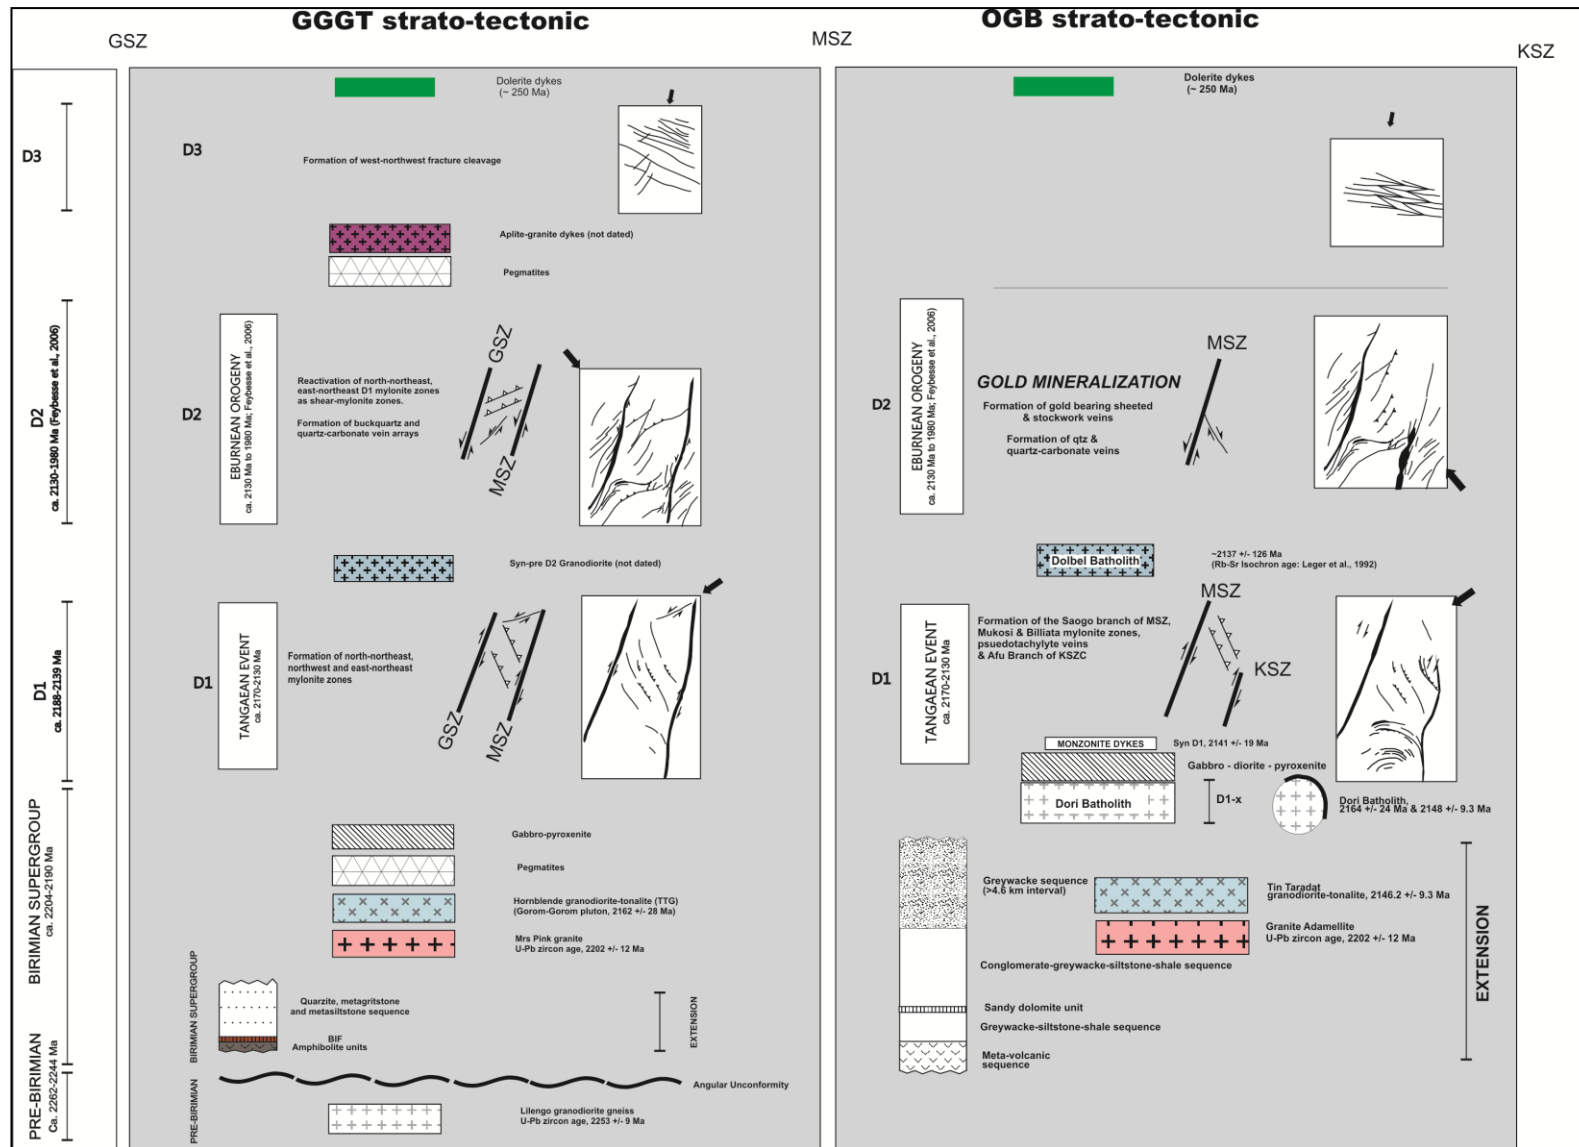 GGGT strato-tectonic
OGB strato-tectonic
GSZ
MSZ
KSZ
D3
D2
ca. 2130-1980 Ma (Feybesse et al., 2006)
D1
ca. 2188-2139 Ma
BIRIMIAN SUPERGROUP
ca. 2204-2190 Ma
PRE-BIRIMIAN
Ca. 2262-2244 Ma
Dolerite dykes
(~ 250 Ma)
D3
Formation of west-northwest fracture cleavage
Aplite-granite dykes (not dated)
Pegmatites
D2
EBURNEAN OROGENY
ca. 2130 Ma to 1980 Ma; Feybesse et al., 2006)
Reactivation of north-northeast,
east-northeast D1 mylonite zones
as shear-mylonite zones.
Formation of buckquartz and
quartz-carbonate vein arrays
GSZ
MSZ
Syn-pre D2 Granodiorite (not dated)
D1
TANGAEAN EVENT
ca. 2170-2130 Ma
Formation of north-northeast,
northwest and east-northeast
mylonite zones
GSZ
MSZ
Gabbro-pyroxenite
Pegmatites
Hornblende granodiorite-tonalite (TTG)
(Gorom-Gorom pluton, 2162 +/- 28 Ma)
Mrs Pink granite
U-Pb zircon age, 2202 +/- 12 Ma
BIRIMIAN SUPERGROUP
Quarzite, metagritstone
and metasiltstone sequence
BIF
Amphibolite units
EXTENSION
Angular Unconformity
PRE-BIRIMIAN
Lilengo granodiorite gneiss
U-Pb zircon age, 2253 +/- 9 Ma
Dolerite dykes
(~ 250 Ma)
D2
EBURNEAN OROGENY
ca. 2130 Ma to 1980 Ma; Feybesse et al., 2006)
GOLD MINERALIZATION
Formation of gold bearing sheeted
& stockwork veins
Formation of qtz &
quartz-carbonate veins
MSZ
Dolbel Batholith
~2137 +/- 126 Ma
(Rb-Sr Isochron age: Leger et al., 1992)
D1
TANGAEAN EVENT
ca. 2170-2130 Ma
Formation of the Saogo branch of MSZ,
Mukosi & Billiata mylonite zones,
psuedotachylyte veins
& Afu Branch of KSZC
MSZ
KSZ
MONZONITE DYKES
Syn D1, 2141 +/- 19 Ma
Gabbro - diorite - pyroxenite
Dori Batholith
D1-x
Dori Batholith,
2164 +/- 24 Ma & 2148 +/- 9.3 Ma
Greywacke sequence
(>4.6 km interval)
Tin Taradat
granodiorite-tonalite, 2146.2 +/- 9.3 Ma
Granite Adamellite
U-Pb zircon age, 2202 +/- 12 Ma
Conglomerate-greywacke-siltstone-shale sequence
Sandy dolomite unit
Greywacke-siltstone-shale sequence
Meta-volcanic
sequence
EXTENSION